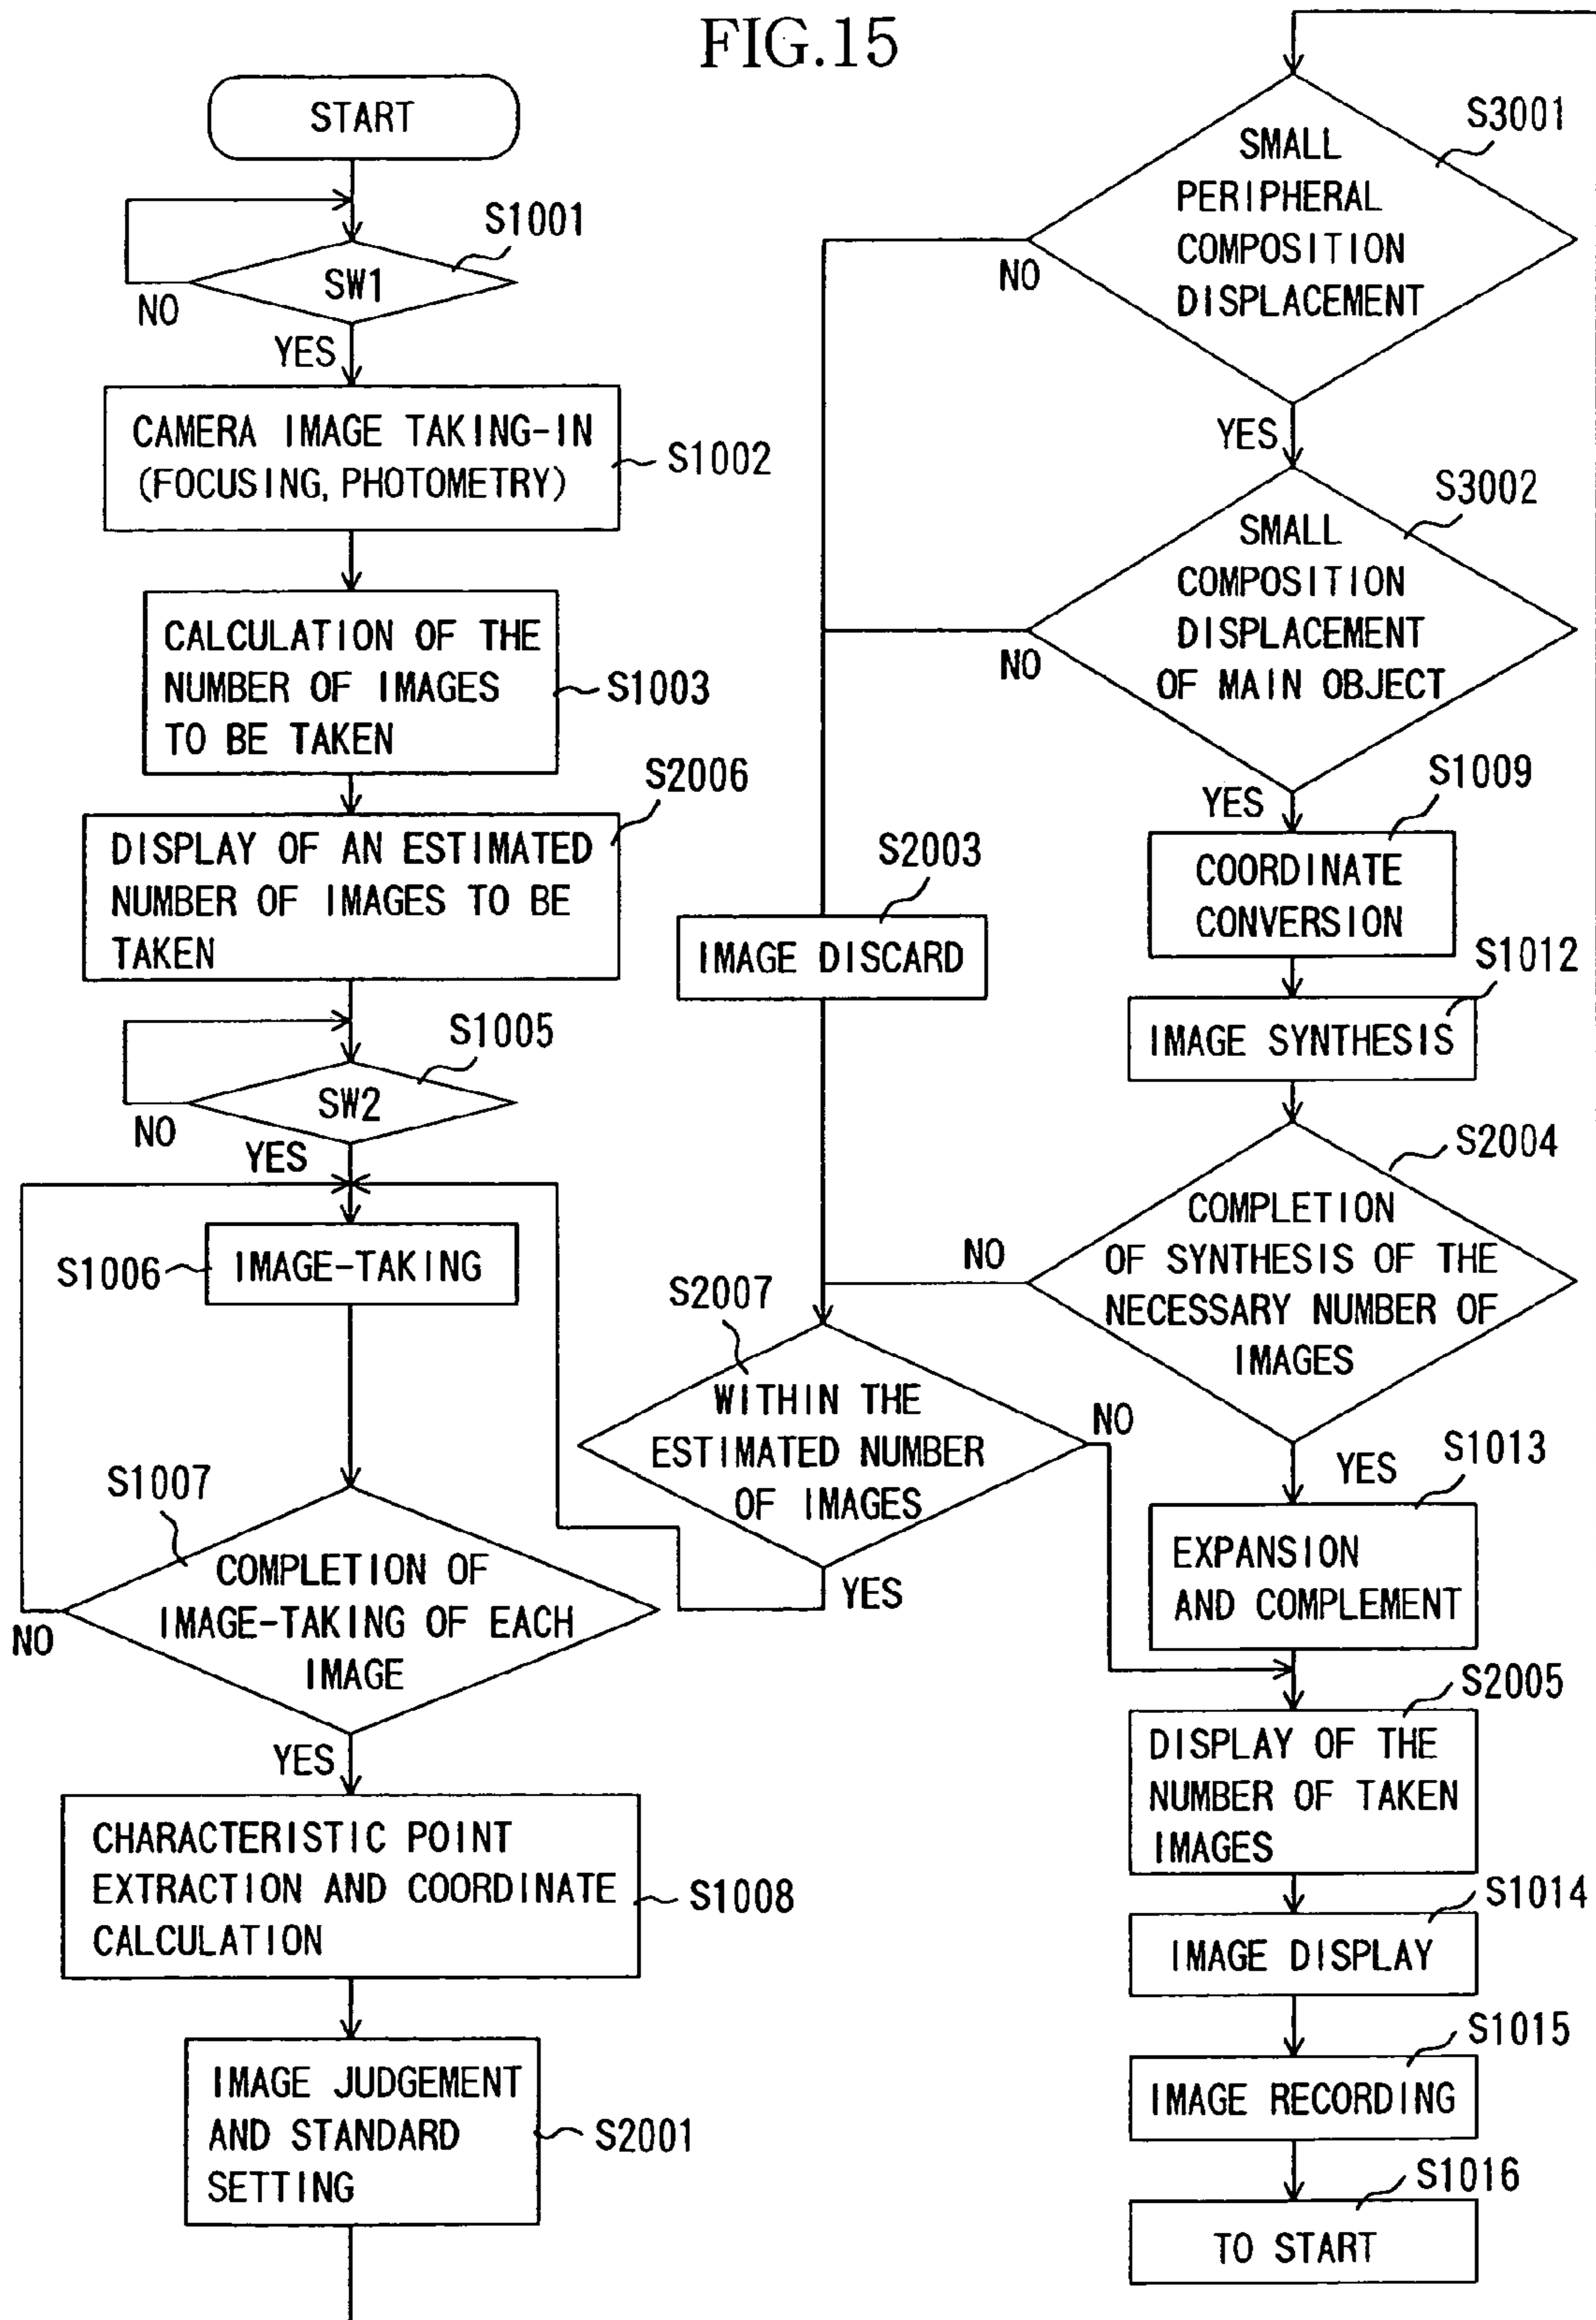 FIG.15
START
S1001
SW1
NO
YES
CAMERA IMAGE TAKING-IN
(FOCUSING, PHOTOMETRY)
S1002
CALCULATION OF THE
NUMBER OF IMAGES
TO BE TAKEN
S1003
S2006
DISPLAY OF AN ESTIMATED
NUMBER OF IMAGES TO BE
TAKEN
S1005
SW2
NO
YES
S1006
IMAGE-TAKING
S1007
COMPLETION OF
IMAGE-TAKING OF EACH
IMAGE
NO
YES
CHARACTERISTIC POINT
EXTRACTION AND COORDINATE
CALCULATION
S1008
IMAGE JUDGEMENT
AND STANDARD
SETTING
S2001
S3001
SMALL
PERIPHERAL
COMPOSITION
DISPLACEMENT
NO
YES
S3002
SMALL
COMPOSITION
DISPLACEMENT
OF MAIN OBJECT
NO
YES
S2003
IMAGE DISCARD
S1009
COORDINATE
CONVERSION
S1012
IMAGE SYNTHESIS
S2004
COMPLETION
OF SYNTHESIS OF THE
NECESSARY NUMBER OF
IMAGES
NO
YES
S2007
WITHIN THE
ESTIMATED NUMBER
OF IMAGES
NO
YES
S1013
EXPANSION
AND COMPLEMENT
S2005
DISPLAY OF THE
NUMBER OF TAKEN
IMAGES
S1014
IMAGE DISPLAY
S1015
IMAGE RECORDING
S1016
TO START